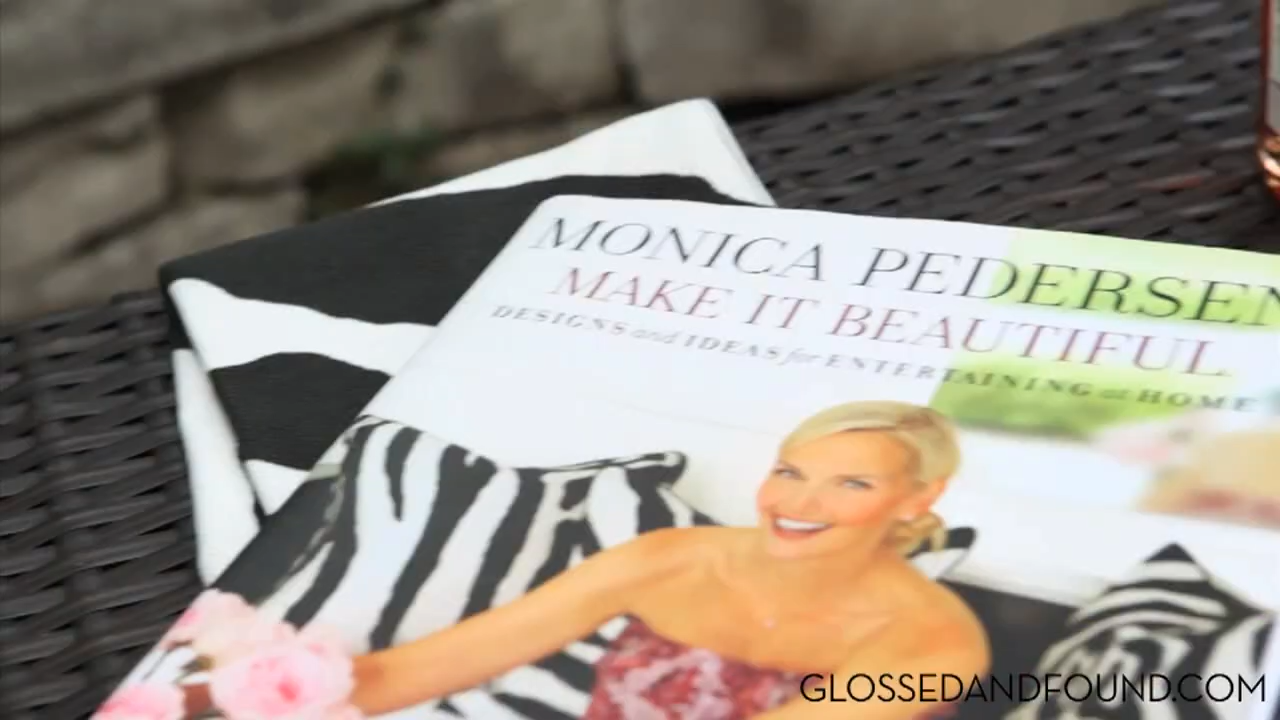 MONICA PEDERSEN
MAKE IT BEAUTIFUL
DESIGNS and IDEAS for ENTERTAINING at HOME
GLOSSEDANDFOUND.COM